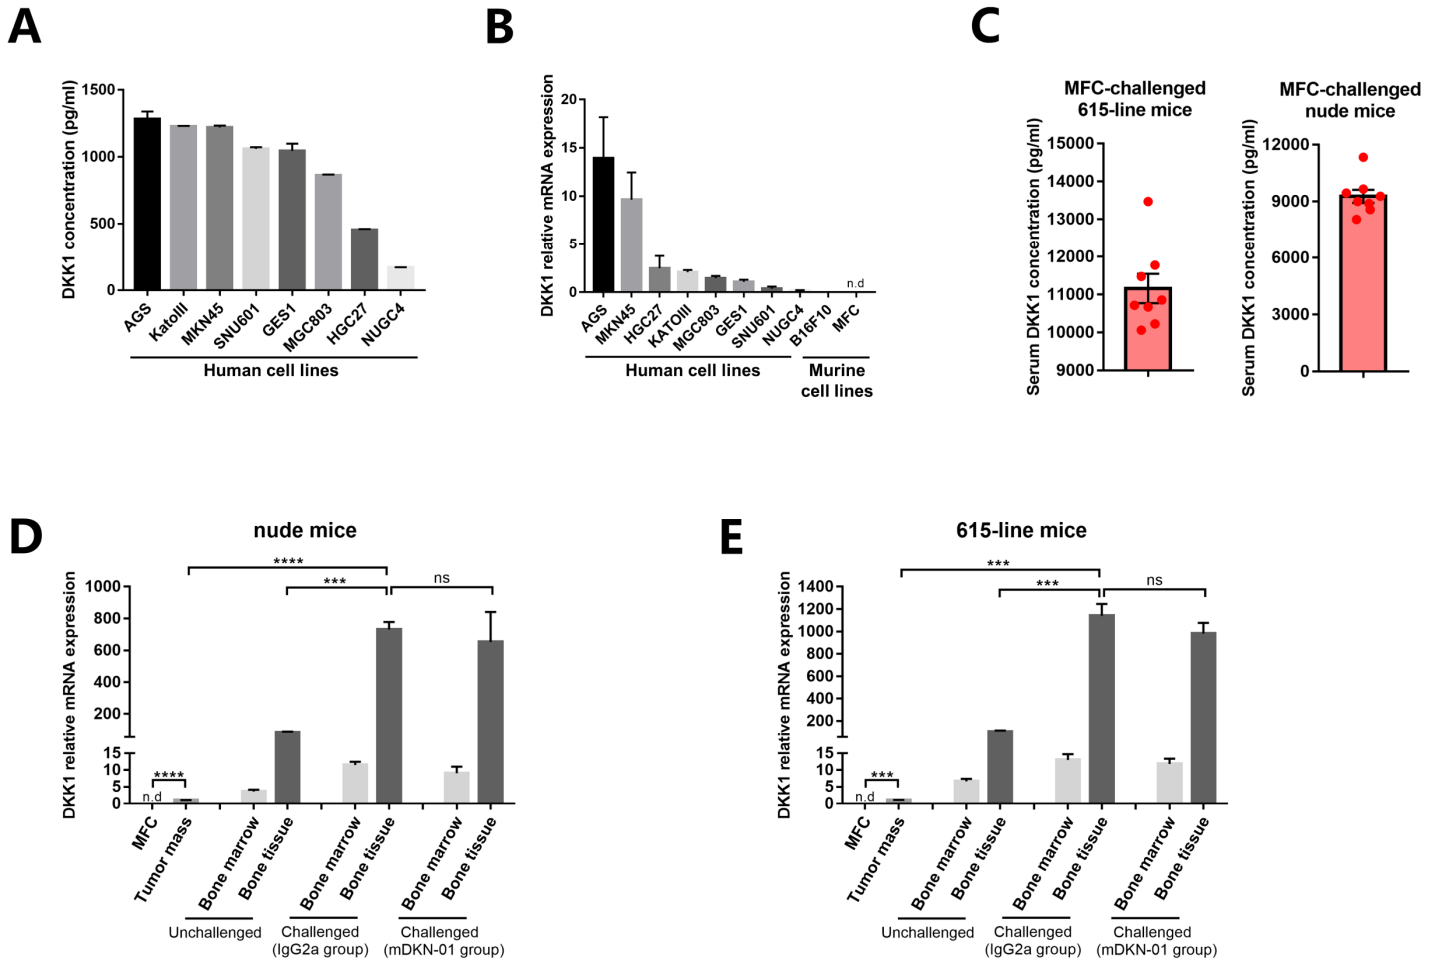 A
DKK1 concentration (pg/ml)
1500
1000
500
0
AGS
KatoIII
MKN45
SNU601
GES1
MGC803
HGC27
NUGC4
Human cell lines
B
DKK1 relative mRNA expression
20
15
10
5
0
n.d
AGS
MKN45
HGC27
KATOIII
MGC803
GES1
SNU601
NUGC4
B16F10
MFC
Human cell lines
Murine
cell lines
C
MFC-challenged
615-line mice
Serum DKK1 concentration (pg/ml)
15000
14000
13000
12000
11000
10000
9000
MFC-challenged
nude mice
Serum DKK1 concentration (pg/ml)
12000
9000
6000
3000
0
D
nude mice
DKK1 relative mRNA expression
1000
800
600
400
200
15
10
5
0
****
***
ns
****
n.d
MFC
Tumor mass
Bone marrow
Bone tissue
Bone marrow
Bone tissue
Bone marrow
Bone tissue
Unchallenged
Challenged
(IgG2a group)
Challenged
(mDKN-01 group)
E
615-line mice
DKK1 relative mRNA expression
1400
1200
1000
800
600
400
200
15
10
5
0
***
***
ns
***
n.d
MFC
Tumor mass
Bone marrow
Bone tissue
Bone marrow
Bone tissue
Bone marrow
Bone tissue
Unchallenged
Challenged
(IgG2a group)
Challenged
(mDKN-01 group)